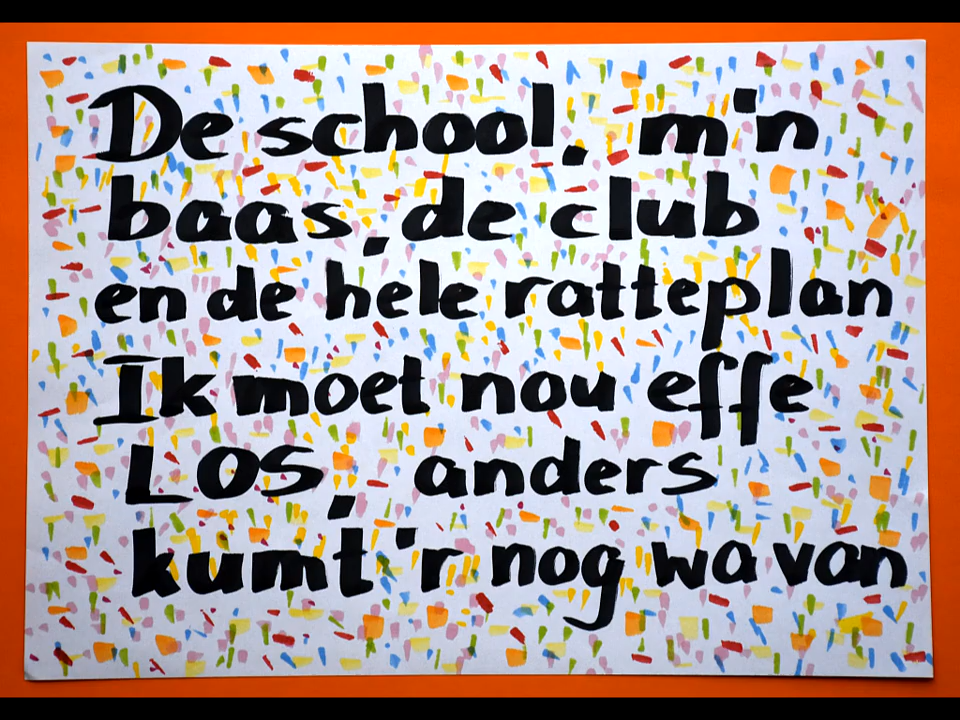 De school, m'n
baas, de club
en de hele ratteplan
Ik moet nou effe
LOS, anders
kumt 'r nog wa van